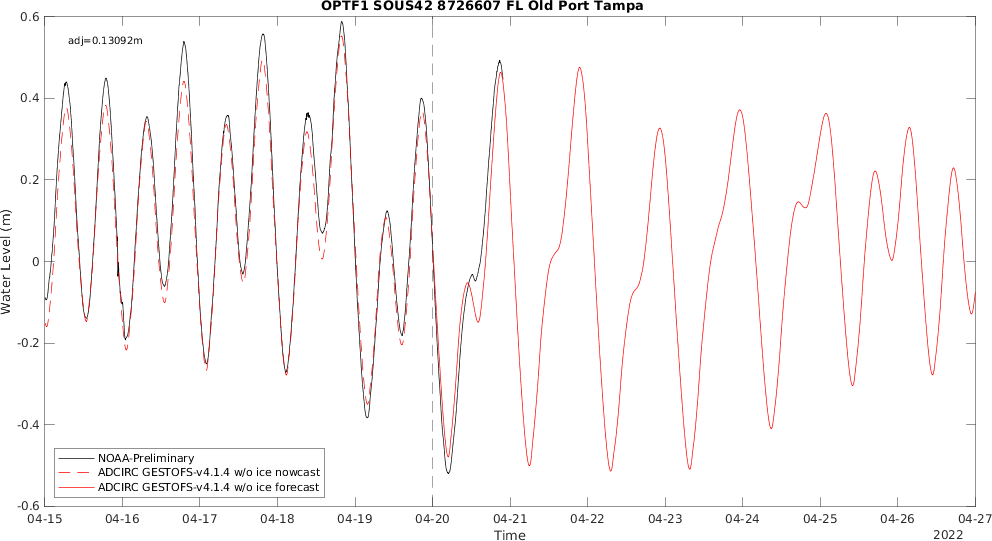 OPTF1 SOUS42 8726607 FL Old Port Tampa
adj=0.13092m
0.6
0.4
0.2
0
-0.2
-0.4
-0.6
Water Level (m)
NOAA-Preliminary
ADCIRC GESTOFS-v4.1.4 w/o ice nowcast
ADCIRC GESTOFS-v4.1.4 w/o ice forecast
04-15 04-16 04-17 04-18 04-19 04-20 04-21 04-22 04-23 04-24 04-25 04-26 04-27
Time
2022